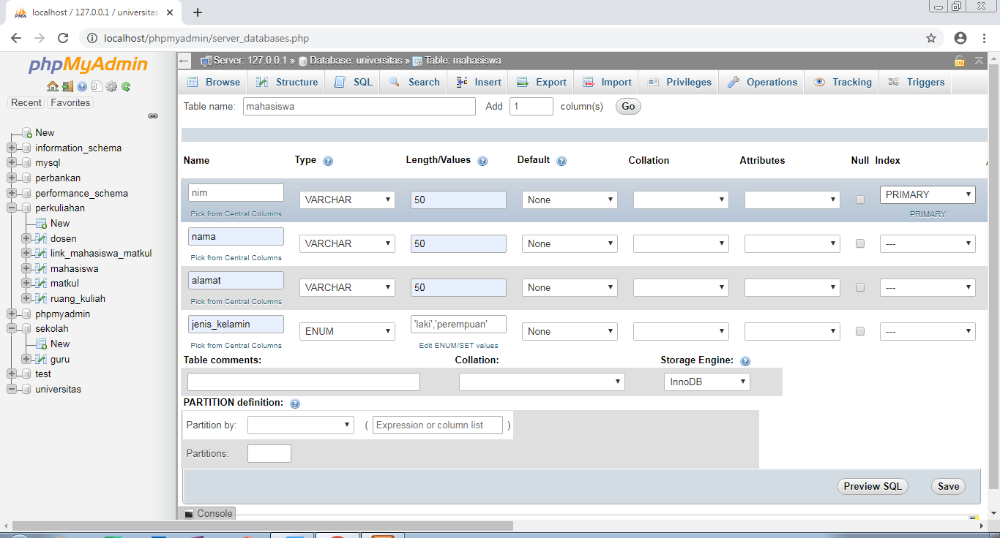 localhost / 127.0.0.1 / universitas
localhost/phpmyadmin/server_databases.php
phpMyAdmin
Recent Favorites
New
information_schema
mysql
perbankan
performance_schema
perkuliahan
New
dosen
link_mahasiswa_matkul
mahasiswa
matkul
ruang_kuliah
phpmyadmin
sekolah
New
guru
test
universitas
Server: 127.0.0.1 » Database: universitas » Table: mahasiswa
Browse Structure SQL Search Insert Export Import Privileges Operations Tracking Triggers
Table name: mahasiswa Add 1 column(s) Go
Name Type Length/Values Default Collation Attributes Null Index
nim VARCHAR 50 None PRIMARY
Pick from Central Columns PRIMARY
nama VARCHAR 50 None ---
Pick from Central Columns
alamat VARCHAR 50 None ---
Pick from Central Columns
jenis_kelamin ENUM 'laki','perempuan' None ---
Pick from Central Columns Edit ENUM/SET values
Table comments: Collation: Storage Engine:
InnoDB
PARTITION definition:
Partition by: ( Expression or column list )
Partitions:
Preview SQL Save
Console